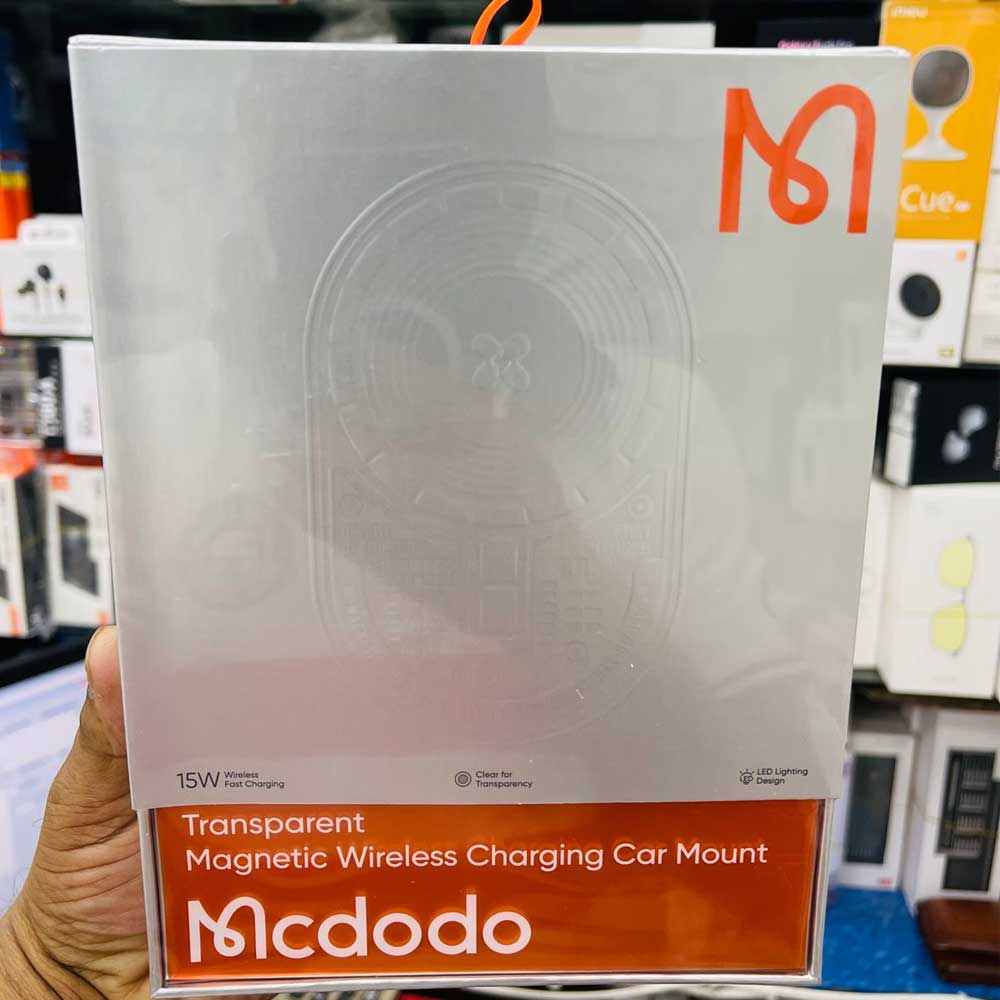 Cue
15W Wireless
Fast Charging
Clear for
Transparency
LED Lighting
Design
Transparent
Magnetic Wireless Charging Car Mount
Mcdodo